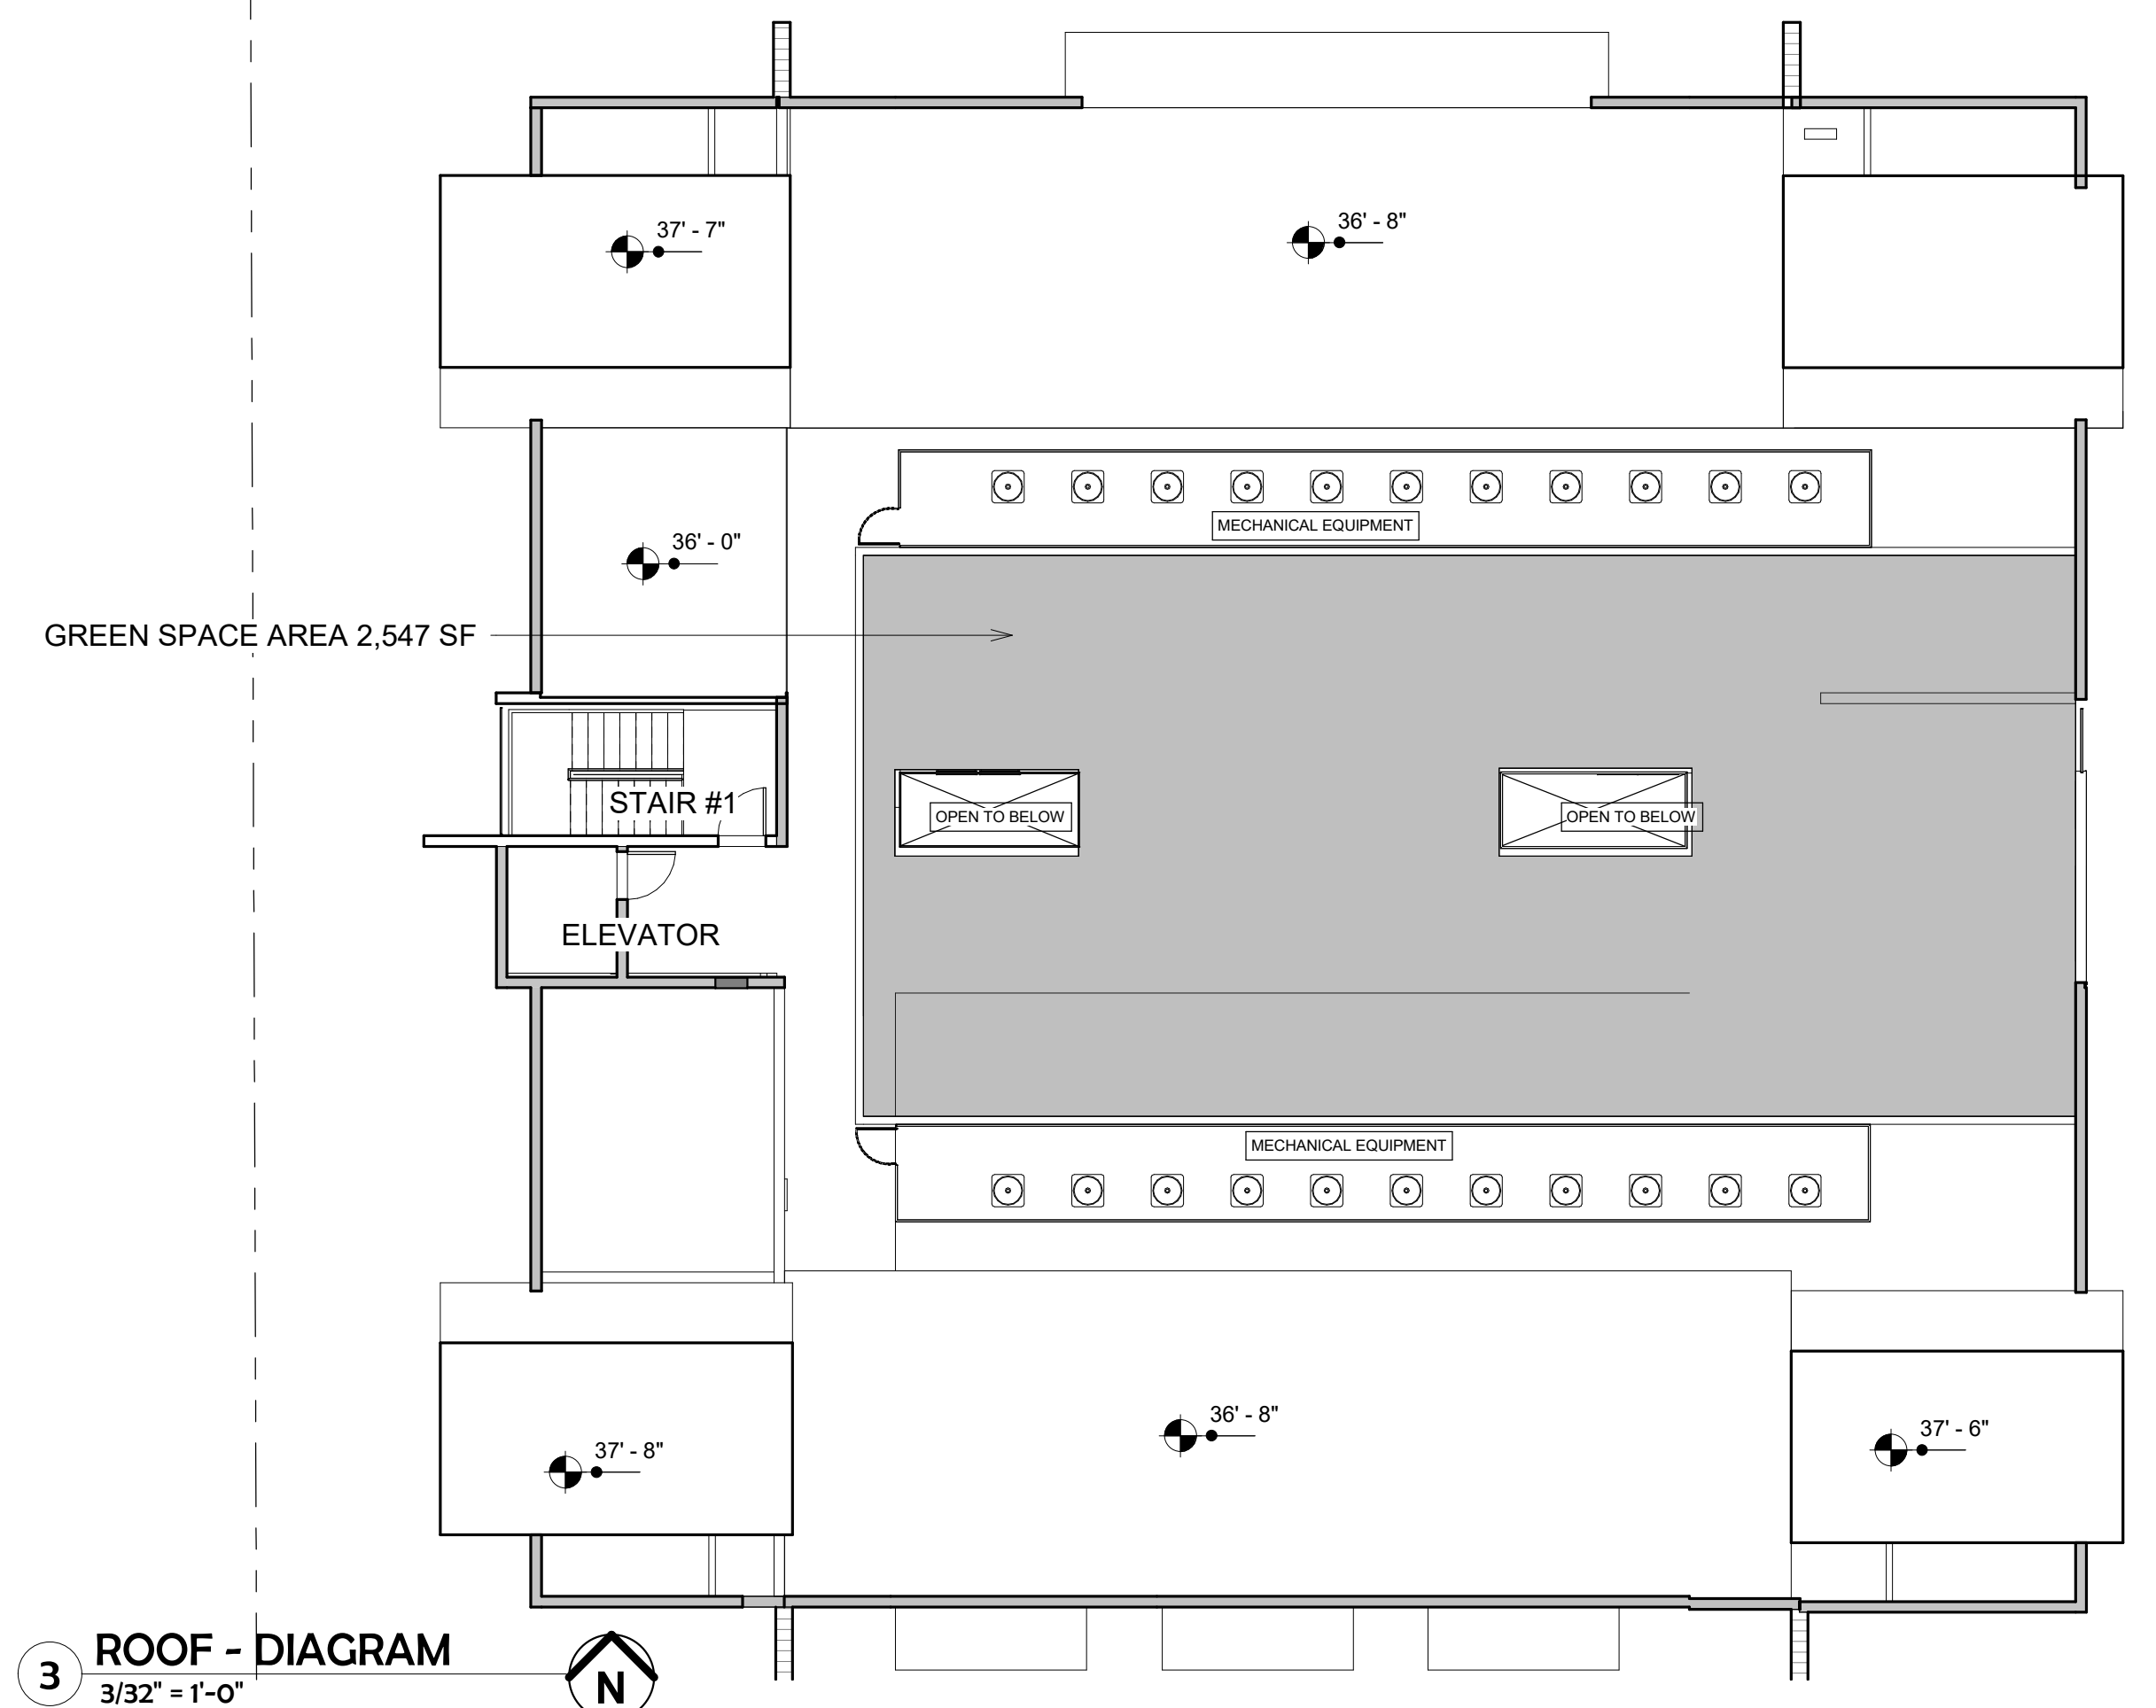 37' - 7"
36' - 8"
MECHANICAL EQUIPMENT
36' - 0"
GREEN SPACE AREA 2,547 SF
STAIR #1
OPEN TO BELOW
OPEN TO BELOW
ELEVATOR
MECHANICAL EQUIPMENT
36' - 8"
37' - 6"
37' - 8"
3
ROOF - DIAGRAM
3/32" = 1'-0"
N